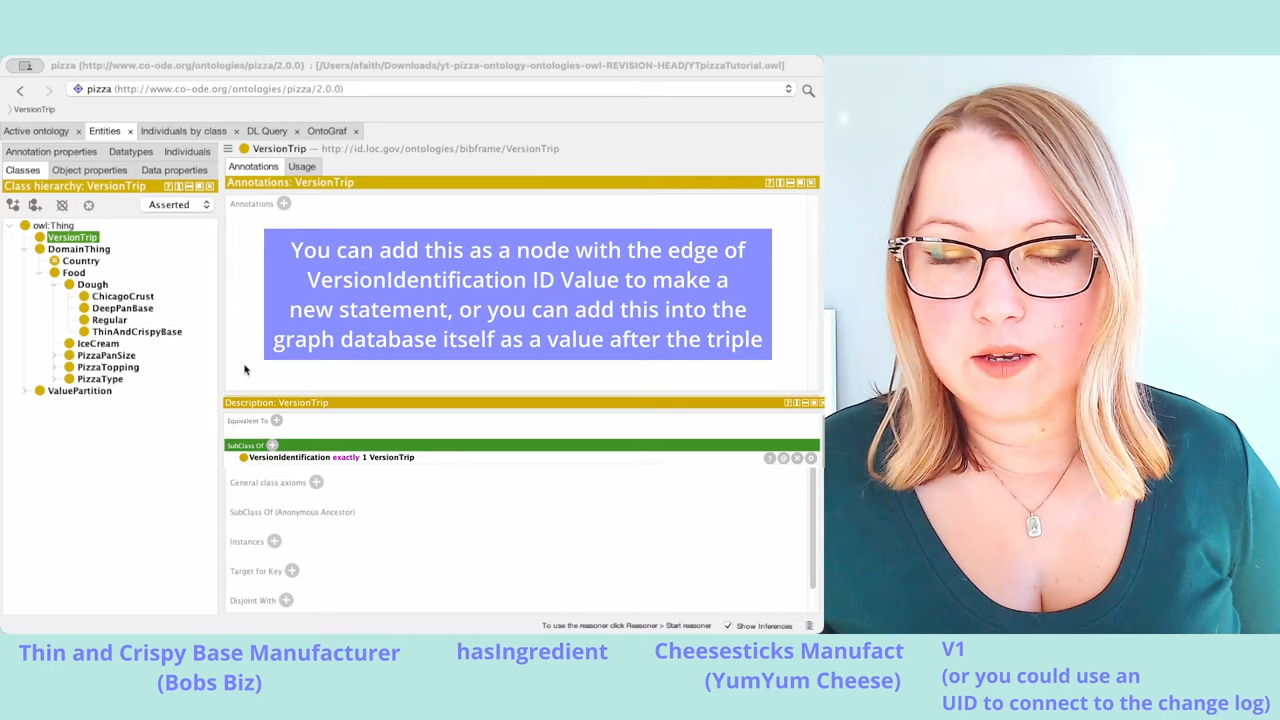 pizza (http://www.co-ode.org/ontologies/pizza/2.0.0) : [/Users/afaith/Downloads/yt-pizza-ontology-ontologies-owl-REVISION-HEAD/YTpizzaTutorial.owl]
pizza (http://www.co-ode.org/ontologies/pizza/2.0.0)
VersionTrip
Active ontology × Entities × Individuals by class × DL Query × OntoGraf ×
Annotation properties Datatypes Individuals
Classes Object properties Data properties
Class hierarchy: VersionTrip
Asserted
owl:Thing
VersionTrip
DomainThing
Country
Food
Dough
ChicagoCrust
DeepPanBase
Regular
ThinAndCrispyBase
IceCream
PizzaPanSize
PizzaTopping
PizzaType
ValuePartition
VersionTrip — http://id.loc.gov/ontologies/bibframe/VersionTrip
Annotations Usage
Annotations: VersionTrip
Annotations
You can add this as a node with the edge of
VersionIdentification ID Value to make a
new statement, or you can add this into the
graph database itself as a value after the triple
Description: VersionTrip
Equivalent To
SubClass Of
VersionIdentification exactly 1 VersionTrip
General class axioms
SubClass Of (Anonymous Ancestor)
Instances
Target for Key
Disjoint With
To use the reasoner click Reasoner > Start reasoner Show Inferences
Thin and Crispy Base Manufacturer
(Bobs Biz)
hasIngredient
Cheesesticks Manufact
(YumYum Cheese)
V1
(or you could use an
UID to connect to the change log)